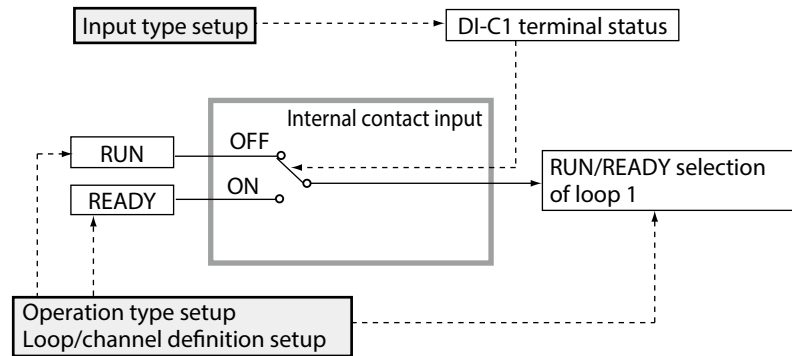 Input type setup
DI-C1 terminal status
Internal contact input
RUN
OFF
READY
ON
RUN/READY selection
of loop 1
Operation type setup
Loop/channel definition setup